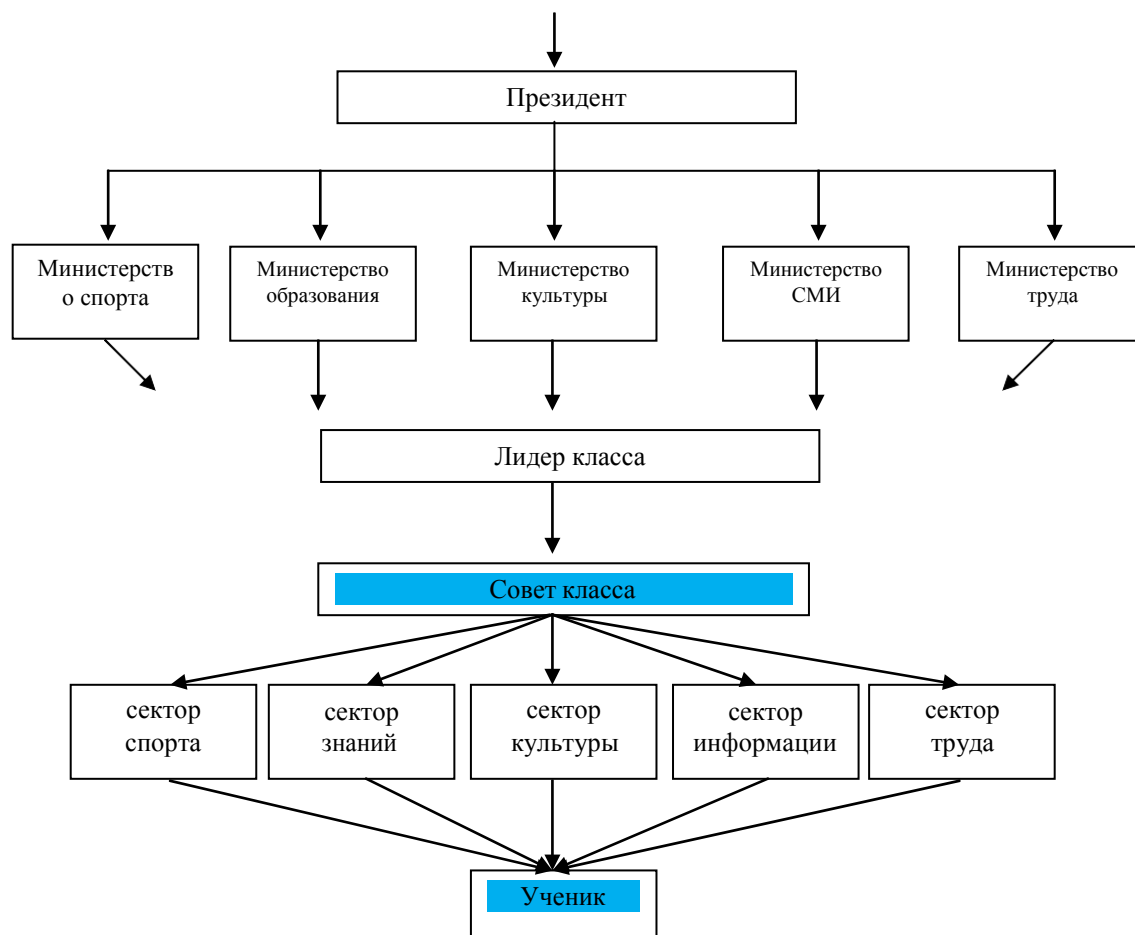 Президент
Министерств
о спорта
Министерство
образования
Министерство
культуры
Министерство
СМИ
Министерство
труда
Лидер класса
Совет класса
сектор
спорта
сектор
знаний
сектор
культуры
сектор
информации
сектор
труда
Ученик